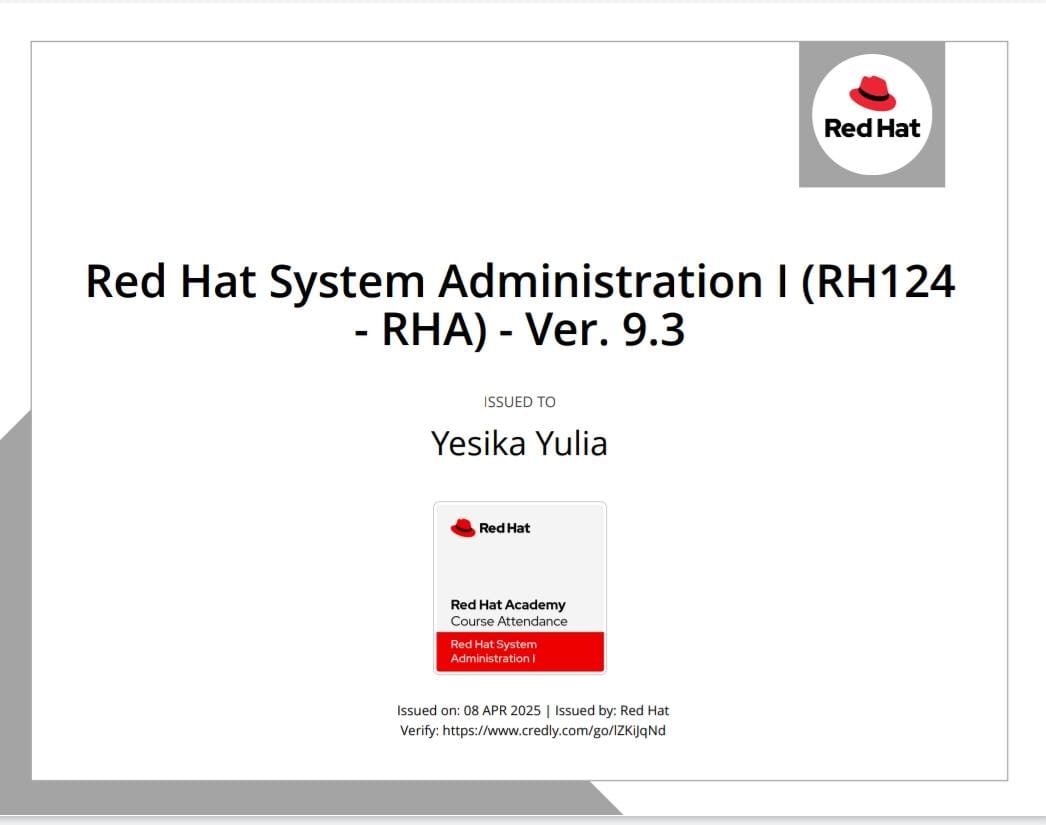 Red Hat
Red Hat System Administration I (RH124
- RHA) - Ver. 9.3
ISSUED TO
Yesika Yulia
Red Hat
Red Hat Academy
Course Attendance
Red Hat System
Administration I
Issued on: 08 APR 2025 | Issued by: Red Hat
Verify: https://www.credly.com/go/lZKiJqNd